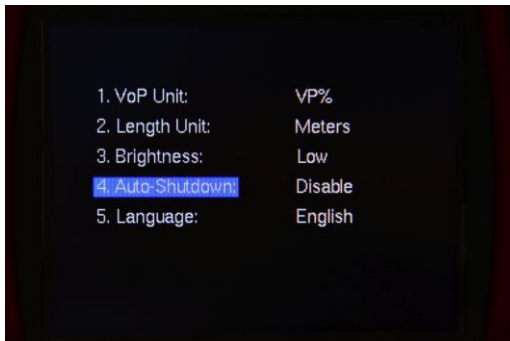 1. VoP Unit: VP%
2. Length Unit: Meters
3. Brightness: Low
4. Auto-Shutdown: Disable
5. Language: English